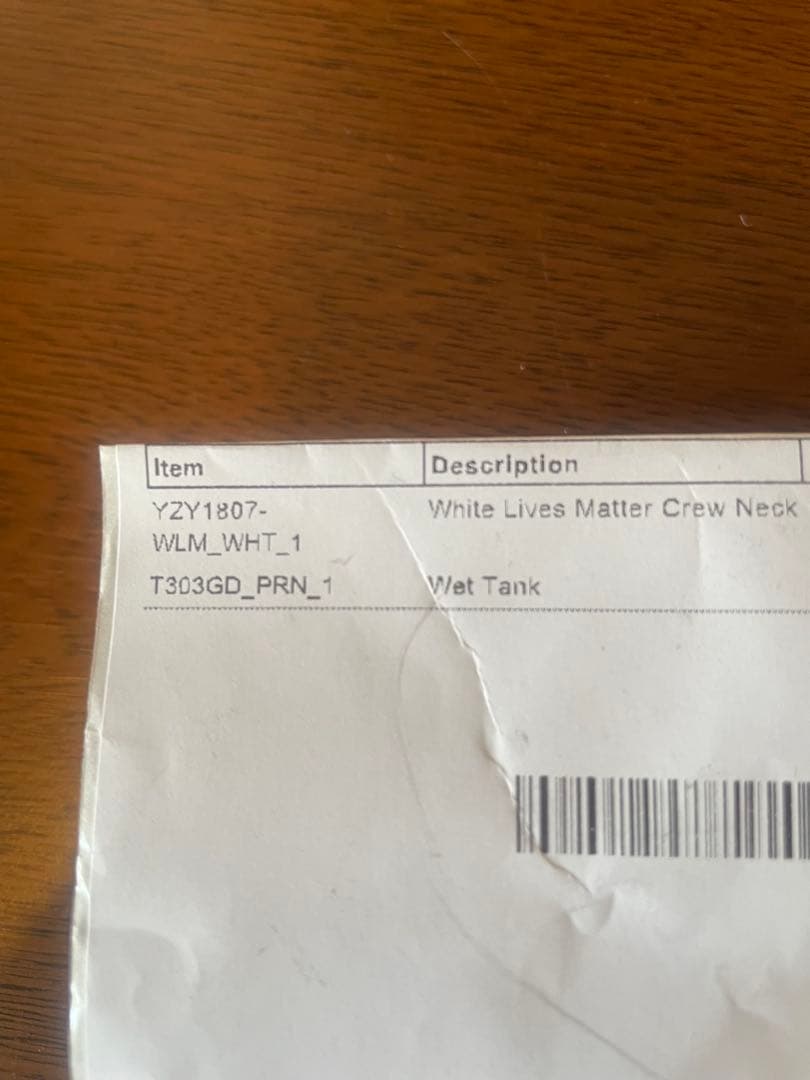 Item Description
YZY1807- White Lives Matter Crew Neck
WLM_WHT_1
T303GD_PRN_1 Wet Tank